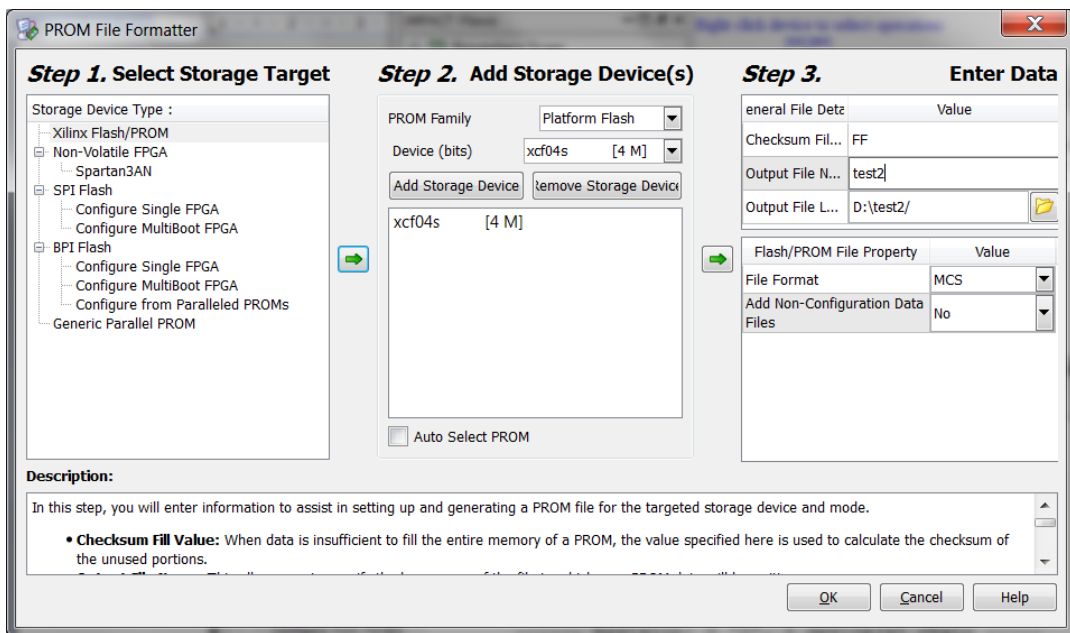 PROM File Formatter
Step 1. Select Storage Target
Storage Device Type :
Xilinx Flash/PROM
Non-Volatile FPGA
Spartan3AN
SPI Flash
Configure Single FPGA
Configure MultiBoot FPGA
BPI Flash
Configure Single FPGA
Configure MultiBoot FPGA
Configure from Paralleled PROMs
Generic Parallel PROM
Step 2. Add Storage Device(s)
PROM Family Platform Flash
Device (bits) xcf04s [4 M]
Add Storage Device Remove Storage Device
xcf04s [4 M]
Auto Select PROM
Step 3. Enter Data
eneral File Deta Value
Checksum Fil... FF
Output File N... test2
Output File L... D:\test2/
Flash/PROM File Property Value
File Format MCS
Add Non-Configuration Data
Files No
Description:
In this step, you will enter information to assist in setting up and generating a PROM file for the targeted storage device and mode.
• Checksum Fill Value: When data is insufficient to fill the entire memory of a PROM, the value specified here is used to calculate the checksum of
the unused portions.
OK Cancel Help